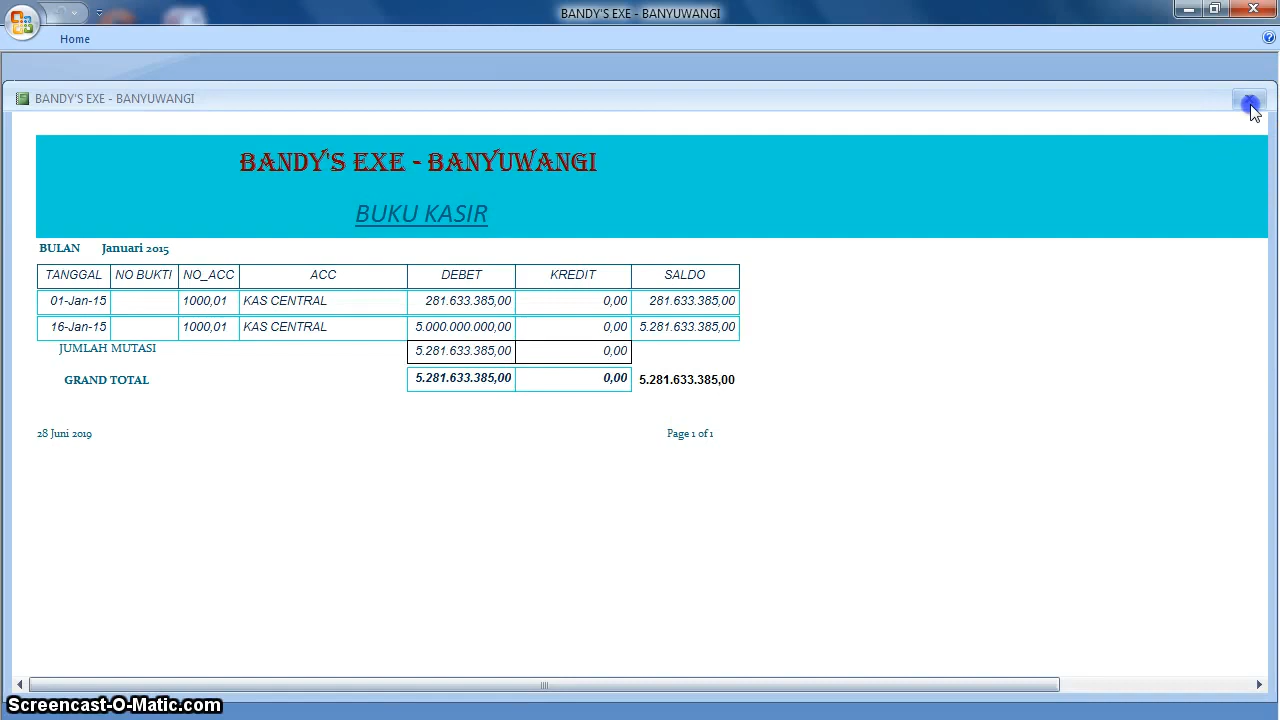 BANDY'S EXE - BANYUWANGI
Home
BANDY'S EXE - BANYUWANGI
BANDY'S EXE - BANYUWANGI
BUKU KASIR
BULAN Januari 2015
TANGGAL NO BUKTI NO_ACC ACC DEBET KREDIT SALDO
01-Jan-15 1000,01 KAS CENTRAL 281.633.385,00 0,00 281.633.385,00
16-Jan-15 1000,01 KAS CENTRAL 5.000.000.000,00 0,00 5.281.633.385,00
JUMLAH MUTASI 5.281.633.385,00 0,00
GRAND TOTAL 5.281.633.385,00 0,00 5.281.633.385,00
28 Juni 2019 Page 1 of 1
Screencast-O-Matic.com